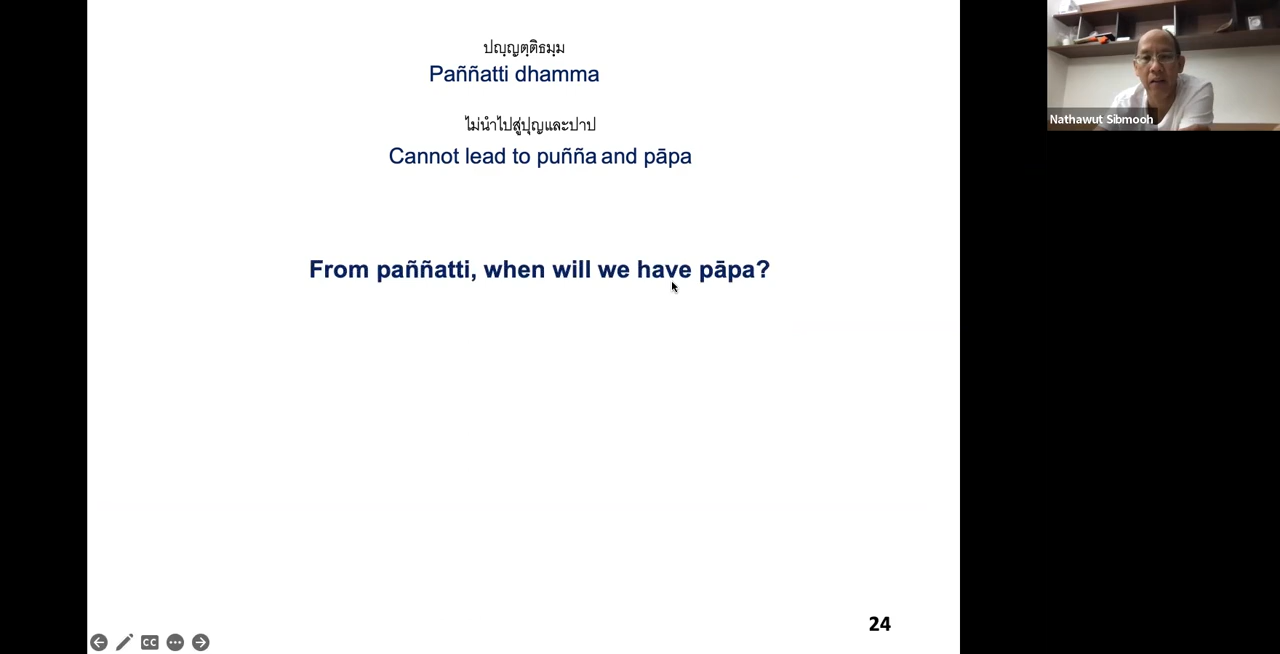 ปญฺญตฺติธมฺม
Paññatti dhamma
ไม่นำไปสู่ปุญและปาป
Cannot lead to puñña and pāpa
From paññatti, when will we have pāpa?
24
CC
Nathawut Sibmooh